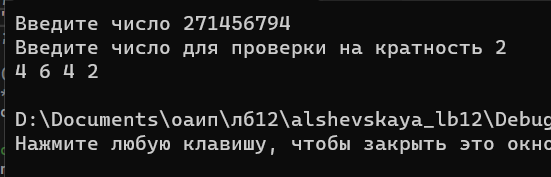 Введите число 271456794
Введите число для проверки на кратность 2
4 6 4 2
D:\Documents\оаип\лб12\alshevskaya_lb12\Debug
Нажмите любую клавишу, чтобы закрыть это окно